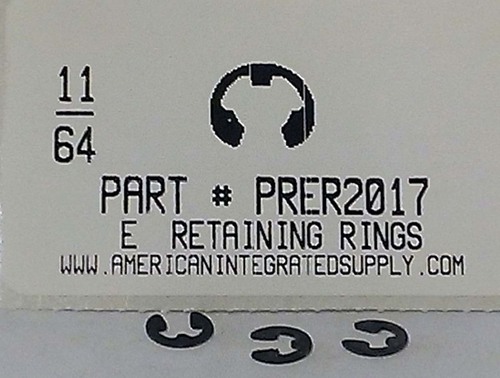 11
64
PART # PRER2017
E RETAINING RINGS
WWW.AMERICANINTEGRATEDSUPPLY.COM